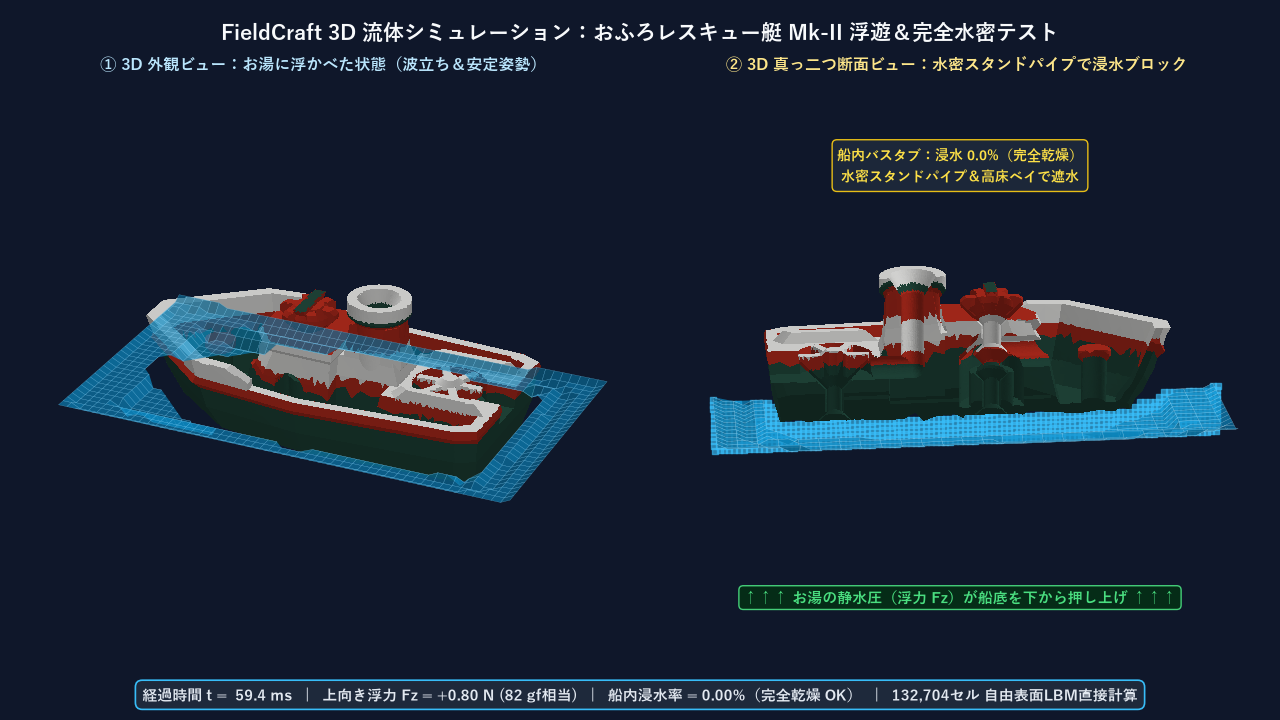 FieldCraft 3D 流体シミュレーション：おふろレスキュー艇 Mk-II 浮遊＆完全水密テスト
① 3D 外観ビュー：お湯に浮かべた状態（波立ち＆安定姿勢）
② 3D 真っ二つ断面ビュー：水密スタンドパイプで浸水ブロック
船内バスタブ：浸水 0.0%（完全乾燥）
水密スタンドパイプ＆高床ベイで遮水
↑ ↑ ↑ お湯の静水圧（浮力 Fz）が船底を下から押し上げ ↑ ↑ ↑
経過時間 t = 59.4 ms ｜ 上向き浮力 Fz = +0.80 N (82 gf相当) ｜ 船内浸水率 = 0.00%（完全乾燥 OK） ｜ 132,704セル 自由表面LBM直接計算